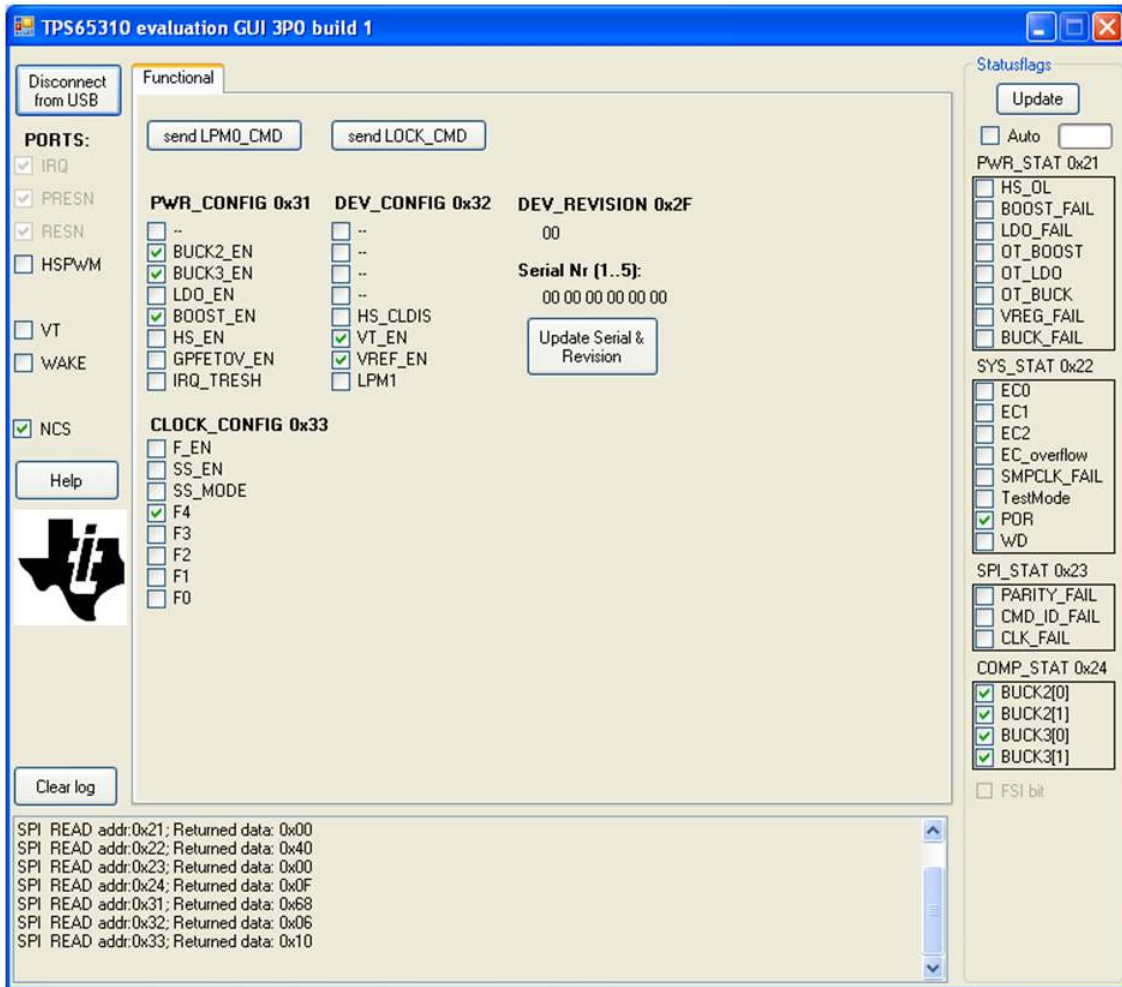 TPS65310 evaluation GUI 3P0 build 1
Disconnect
from USB
PORTS:
IRQ
PRESN
RESN
HSPWM
VT
WAKE
NCS
Help
Clear log
Functional
send LPM0_CMD
send LOCK_CMD
PWR_CONFIG 0x31
--
BUCK2_EN
BUCK3_EN
LDO_EN
BOOST_EN
HS_EN
GPFETOV_EN
IRQ_TRESH
DEV_CONFIG 0x32
--
--
--
--
HS_CLDIS
VT_EN
VREF_EN
LPM1
DEV_REVISION 0x2F
00
Serial Nr (1..5):
00 00 00 00 00 00
Update Serial &
Revision
CLOCK_CONFIG 0x33
F_EN
SS_EN
SS_MODE
F4
F3
F2
F1
F0
Statusflags
Update
Auto
PWR_STAT 0x21
HS_OL
BOOST_FAIL
LDO_FAIL
OT_BOOST
OT_LDO
OT_BUCK
VREG_FAIL
BUCK_FAIL
SYS_STAT 0x22
EC0
EC1
EC2
EC_overflow
SMPCLK_FAIL
TestMode
POR
WD
SPI_STAT 0x23
PARITY_FAIL
CMD_ID_FAIL
CLK_FAIL
COMP_STAT 0x24
BUCK2[0]
BUCK2[1]
BUCK3[0]
BUCK3[1]
FSI bit
SPI READ addr:0x21; Returned data: 0x00
SPI READ addr:0x22; Returned data: 0x40
SPI READ addr:0x23; Returned data: 0x00
SPI READ addr:0x24; Returned data: 0x0F
SPI READ addr:0x31; Returned data: 0x68
SPI READ addr:0x32; Returned data: 0x06
SPI READ addr:0x33; Returned data: 0x10